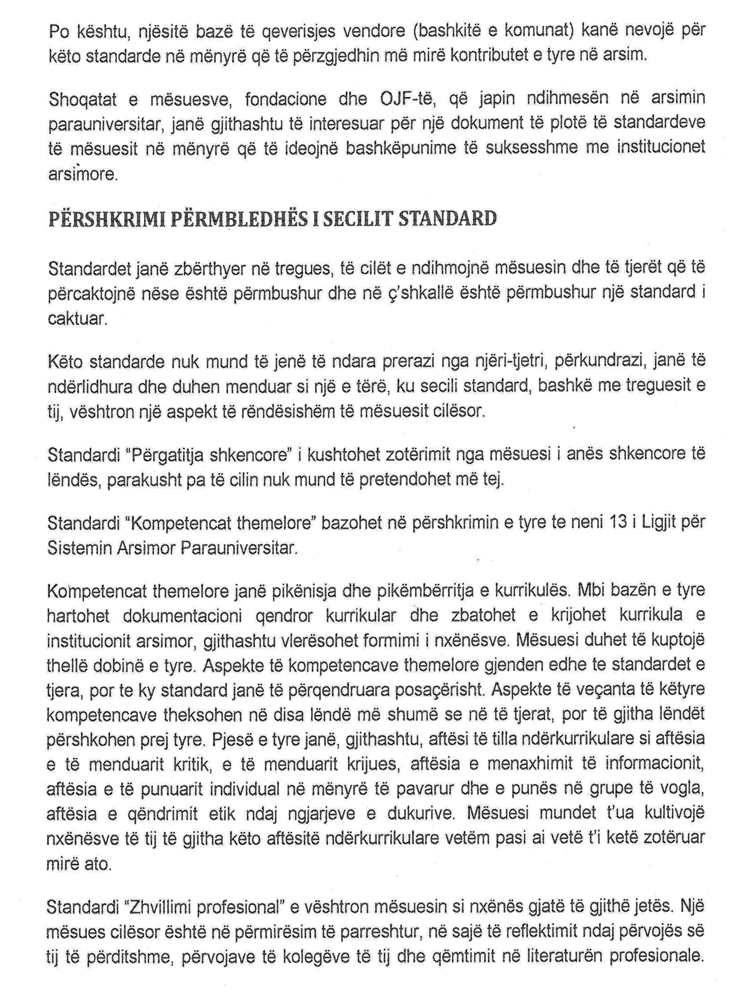 Po kështu, njësitë bazë të qeverisjes vendore (bashkitë e komunat) kanë nevojë për
këto standarde në mënyrë që të përzgjedhin më mirë kontributet e tyre në arsim.
Shoqatat e mësuesve, fondacione dhe OJF-të, që japin ndihmesën në arsimin
parauniversitar, janë gjithashtu të interesuar për një dokument të plotë të standardeve
të mësuesit në mënyrë që të ideojnë bashkëpunime të suksesshme me institucionet
arsimore.
PËRSHKRIMI PËRMBLEDHËS I SECILIT STANDARD
Standardet janë zbërthyer në tregues, të cilët e ndihmojnë mësuesin dhe të tjerët që të
përcaktojnë nëse është përmbushur dhe në ç'shkallë është përmbushur një standard i
caktuar.
Këto standarde nuk mund të jenë të ndara prerazi nga njëri-tjetri, përkundrazi, janë të
ndërlidhura dhe duhen menduar si një e tërë, ku secili standard, bashkë me treguesit e
tij, vështron një aspekt të rëndësishëm të mësuesit cilësor.
Standardi “Përgatitja shkencore” i kushtohet zotërimit nga mësuesi i anës shkencore të
lëndës, parakusht pa të cilin nuk mund të pretendohet më tej.
Standardi “Kompetencat themelore” bazohet në përshkrimin e tyre te neni 13 i Ligjit për
Sistemin Arsimor Parauniversitar.
Kompetencat themelore janë pikënisja dhe pikëmbërritja e kurrikulës. Mbi bazën e tyre
hartohet dokumentacioni qendror kurrikular dhe zbatohet e krijohet kurrikula e
institucionit arsimor, gjithashtu vlerësohet formimi i nxënësve. Mësuesi duhet të kuptojë
thellë dobinë e tyre. Aspekte të kompetencave themelore gjenden edhe te standardet e
tjera, por te ky standard janë të përqendruara posaçërisht. Aspekte të veçanta të këtyre
kompetencave theksohen në disa lëndë më shumë se në të tjerat, por të gjitha lëndët
përshkohen prej tyre. Pjesë e tyre janë, gjithashtu, aftësi të tilla ndërkurrikulare si aftësia
e të menduarit kritik, e të menduarit krijues, aftësia e menaxhimit të informacionit,
aftësia e të punuarit individual në mënyrë të pavarur dhe e punës në grupe të vogla,
aftësia e qëndrimit etik ndaj ngjarjeve e dukurive. Mësuesi mundet t'ua kultivojë
nxënësve të tij të gjitha këto aftësitë ndërkurrikulare vetëm pasi ai vetë t'i ketë zotëruar
mirë ato.
Standardi “Zhvillimi profesional” e vështron mësuesin si nxënës gjatë të gjithë jetës. Një
mësues cilësor është në përmirësim të parreshtur, në sajë të reflektimit ndaj përvojës së
tij të përditshme, përvojave të kolegëve të tij dhe qëmtimit në literaturën profesionale.